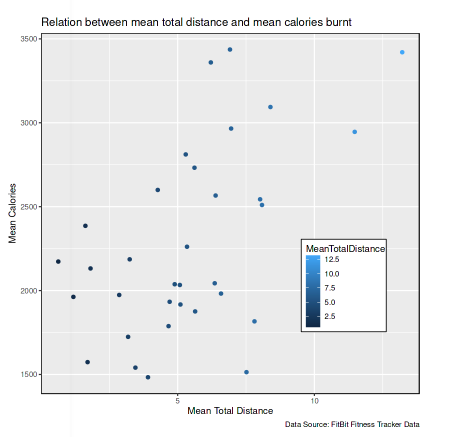 Relation between mean total distance and mean calories burnt
3500
3000
2500
2000
1500
Mean Calories
MeanTotalDistance
12.5
10.0
7.5
5.0
2.5
5
10
Mean Total Distance
Data Source: FitBit Fitness Tracker Data